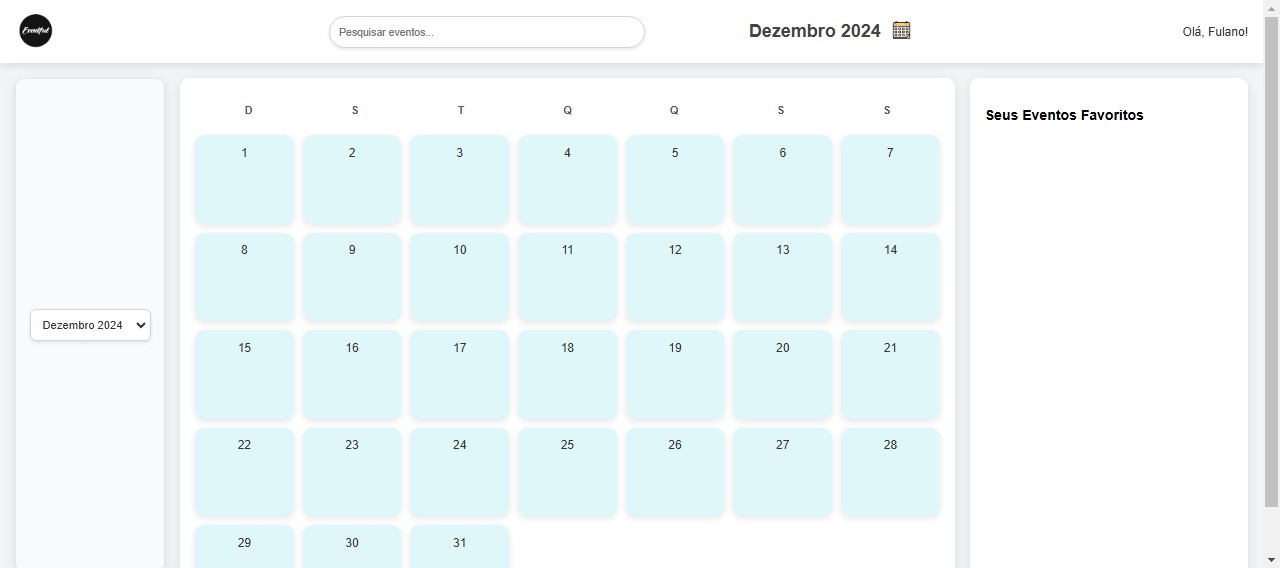 Eventful
Pesquisar eventos...
Dezembro 2024
Olá, Fulano!
Dezembro 2024
D S T Q Q S S
1 2 3 4 5 6 7
8 9 10 11 12 13 14
15 16 17 18 19 20 21
22 23 24 25 26 27 28
29 30 31
Seus Eventos Favoritos